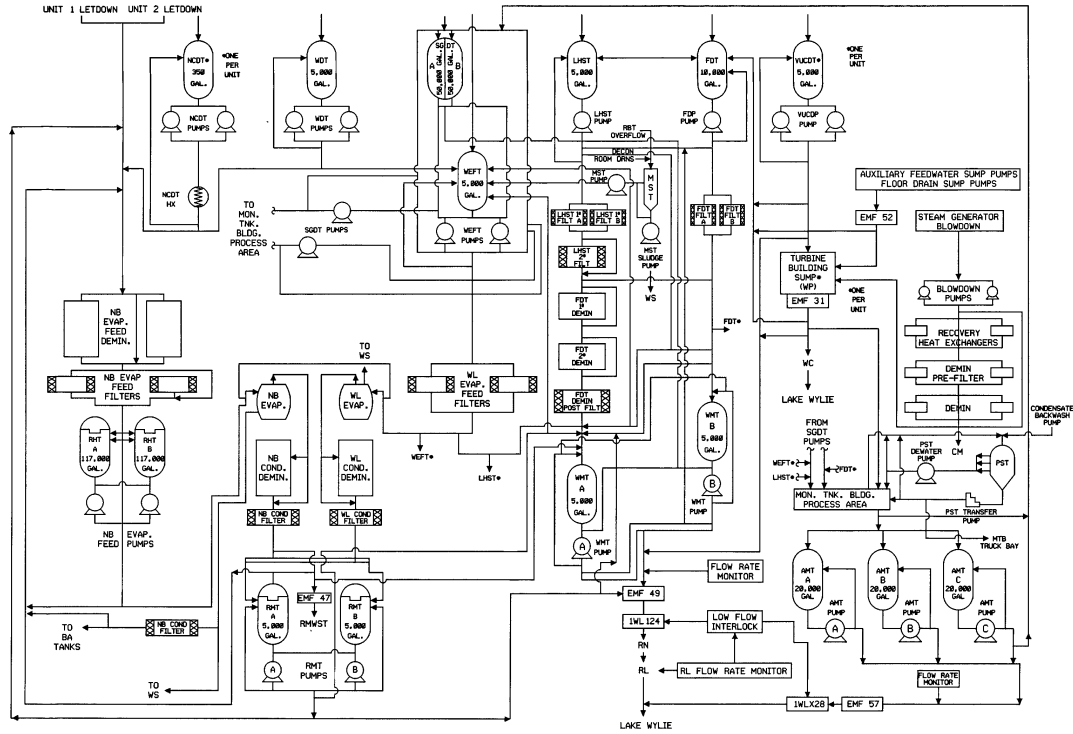 UNIT 1 LETDOWN UNIT 2 LETDOWN
NCDT*
350
GAL.
*ONE
PER
UNIT
NCDT
PUMPS
NCDT
HX
WDT
5,000
GAL.
WDT
PUMPS
SGDT
A B
50,000 GAL.
50,000 GAL.
WEFT
5,000
GAL.
WEFT
PUMPS
TO
MON.
TNK.
BLDG.
PROCESS
AREA
SGDT PUMPS
LHST
5,000
GAL.
LHST
PUMP
RBT
OVERFLOW
DECON
ROOM DRNS
MST
PUMP
MST
MST
SLUDGE
PUMP
WS
FDT
10,000
GAL.
FDP
PUMP
VUCDT*
5,000
GAL.
*ONE
PER
UNIT
VUCDP
PUMPS
AUXILIARY FEEDWATER SUMP PUMPS
FLOOR DRAIN SUMP PUMPS
EMF 52
STEAM GENERATOR
BLOWDOWN
TURBINE
BUILDING
SUMP*
(WP)
EMF 31
*ONE
PER
UNIT
WC
LAKE WYLIE
BLOWDOWN
PUMPS
RECOVERY
HEAT EXCHANGERS
DEMIN
PRE-FILTER
DEMIN
CM
LHST 1°
FILT A
LHST 1°
FILT B
LHST
2°
FILT
FDT
FILT
A
FDT
FILT
B
FDT
1°
DEMIN
FDT
2°
DEMIN
FDT
DEMIN
POST FILT
FDT*
NB
EVAP.
FEED
DEMIN.
NB EVAP
FEED
FILTERS
RHT
A
117,000
GAL.
RHT
B
117,000
GAL.
NB EVAP.
FEED PUMPS
TO
WS
NB
EVAP.
WL
EVAP.
WL
EVAP.
FEED
FILTERS
WEFT*
LHST*
NB
COND.
DEMIN.
WL
COND.
DEMIN.
NB COND
FILTER
WL COND
FILTER
RMT
A
5,000
GAL.
EMF 47
RMWST
RMT
B
5,000
GAL.
A
B
RMT
PUMPS
NB COND
FILTER
TO
BA
TANKS
TO
WS
WMT
A
5,000
GAL.
A
WMT
PUMP
WMT
B
5,000
GAL.
B
WMT
PUMP
FLOW RATE
MONITOR
EMF 49
1WL124
LOW FLOW
INTERLOCK
RN
RL
RL FLOW RATE MONITOR
LAKE WYLIE
FROM
SGDT
PUMPS
WEFT*
LHST*
FDT*
MON. TNK. BLDG.
PROCESS AREA
PST
DEWATER
PUMP
PST
CONDENSATE
BACKWASH PUMP
PST TRANSFER
PUMP
MTB
TRUCK BAY
AMT
A
20,000
GAL
AMT
B
20,000
GAL
AMT
C
20,000
GAL
AMT
PUMP
A
AMT
PUMP
B
AMT
PUMP
C
FLOW RATE
MONITOR
1WLX28
EMF 57